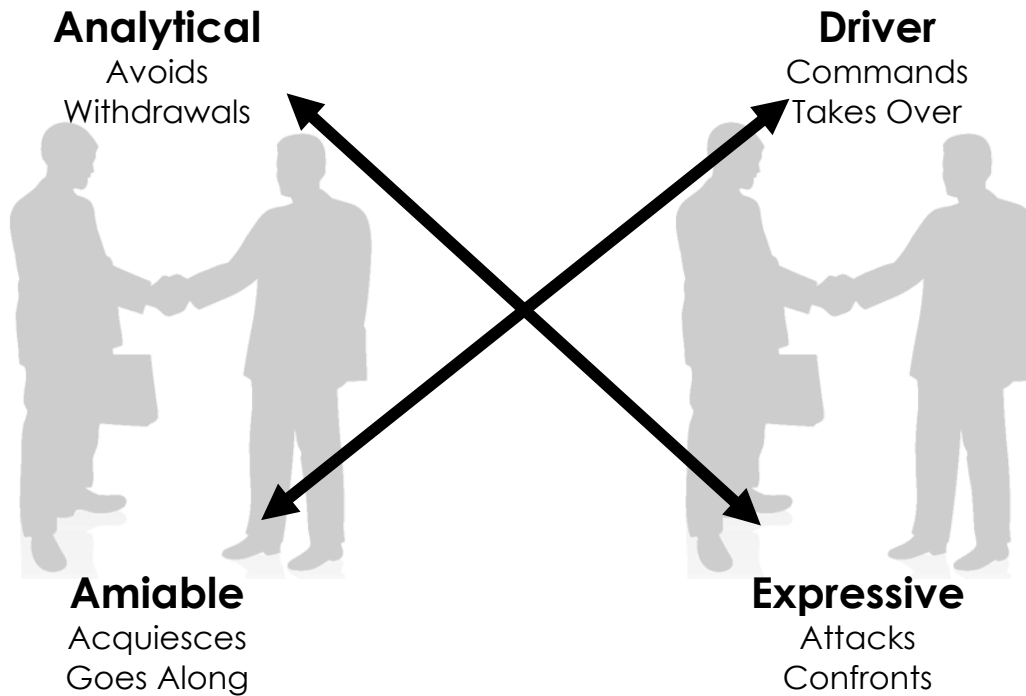 Analytical
Avoids
Withdrawals
Driver
Commands
Takes Over
Amiable
Acquiesces
Goes Along
Expressive
Attacks
Confronts